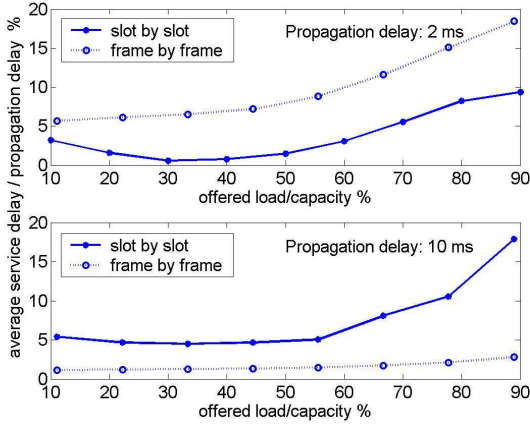 average service delay / propagation delay %
20
15
10
5
0
slot by slot
frame by frame
Propagation delay: 2 ms
10 20 30 40 50 60 70 80 90
offered load/capacity %
20
15
10
5
0
slot by slot
frame by frame
Propagation delay: 10 ms
10 20 30 40 50 60 70 80 90
offered load/capacity %